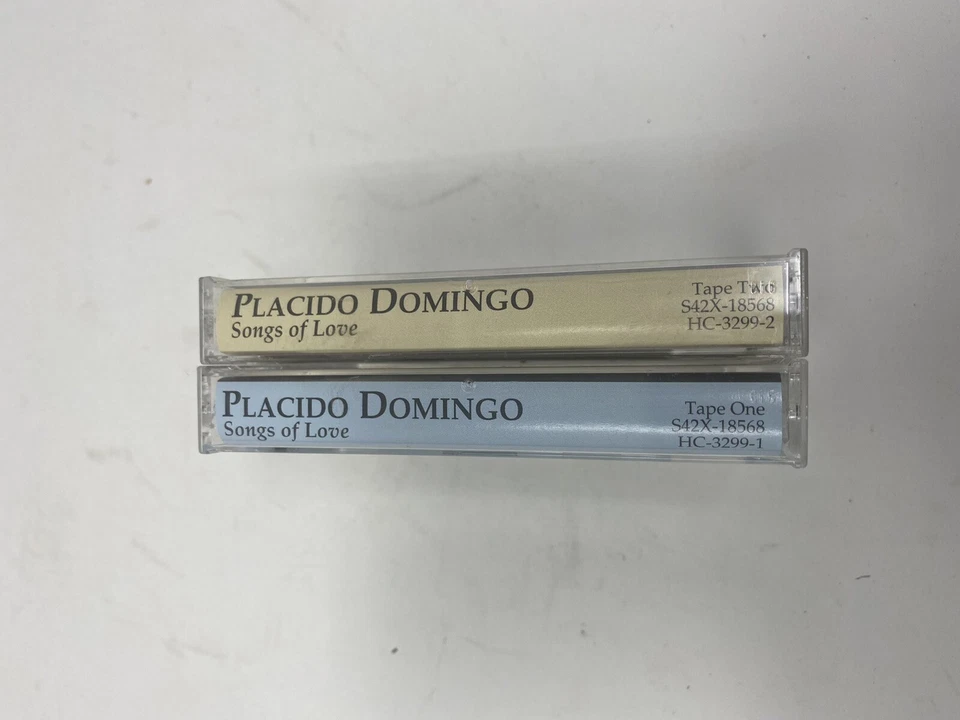 PLACIDO DOMINGO
Songs of Love
Tape Two
S42X-18568
HC-3299-2
PLACIDO DOMINGO
Songs of Love
Tape One
S42X-18568
HC-3299-1